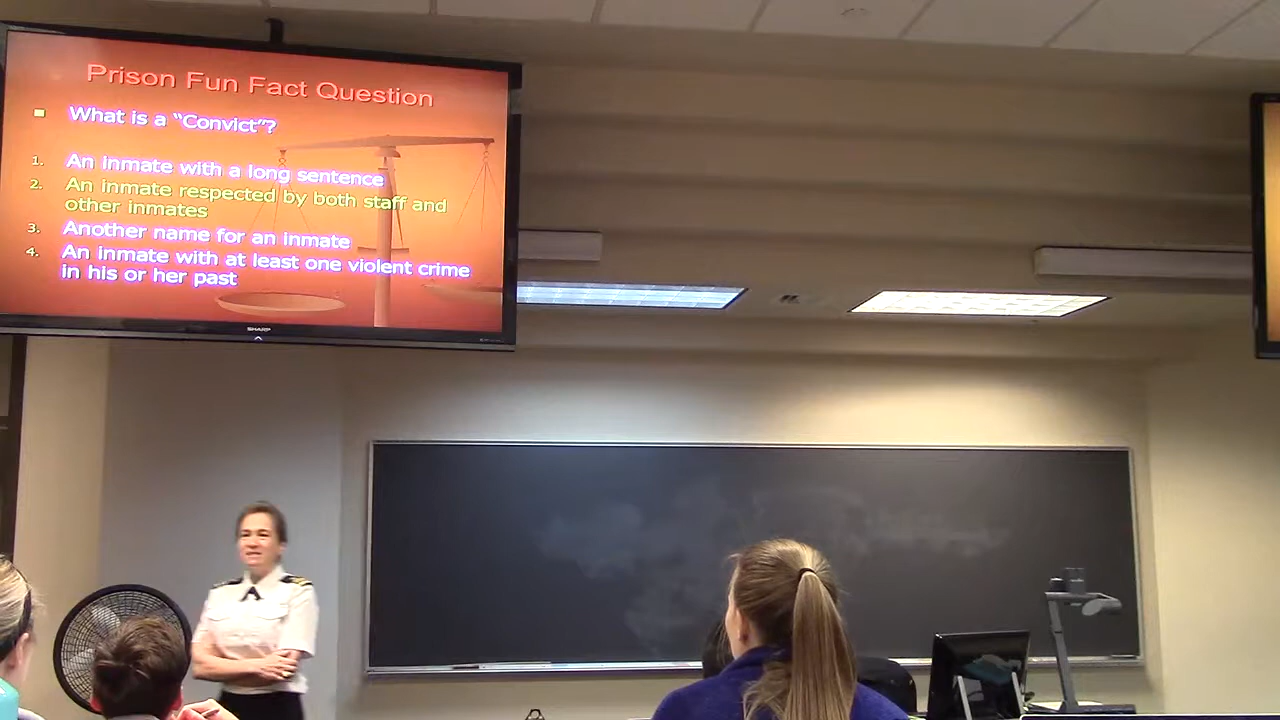 Prison Fun Fact Question
What is a “Convict”?
1. An inmate with a long sentence
2. An inmate respected by both staff and
other inmates
3. Another name for an inmate
4. An inmate with at least one violent crime
in his or her past
SHARP